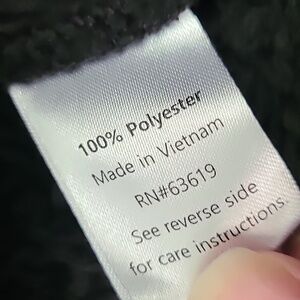 100% Polyester
Made in Vietnam
RN#63619
See reverse side
for care instructions.